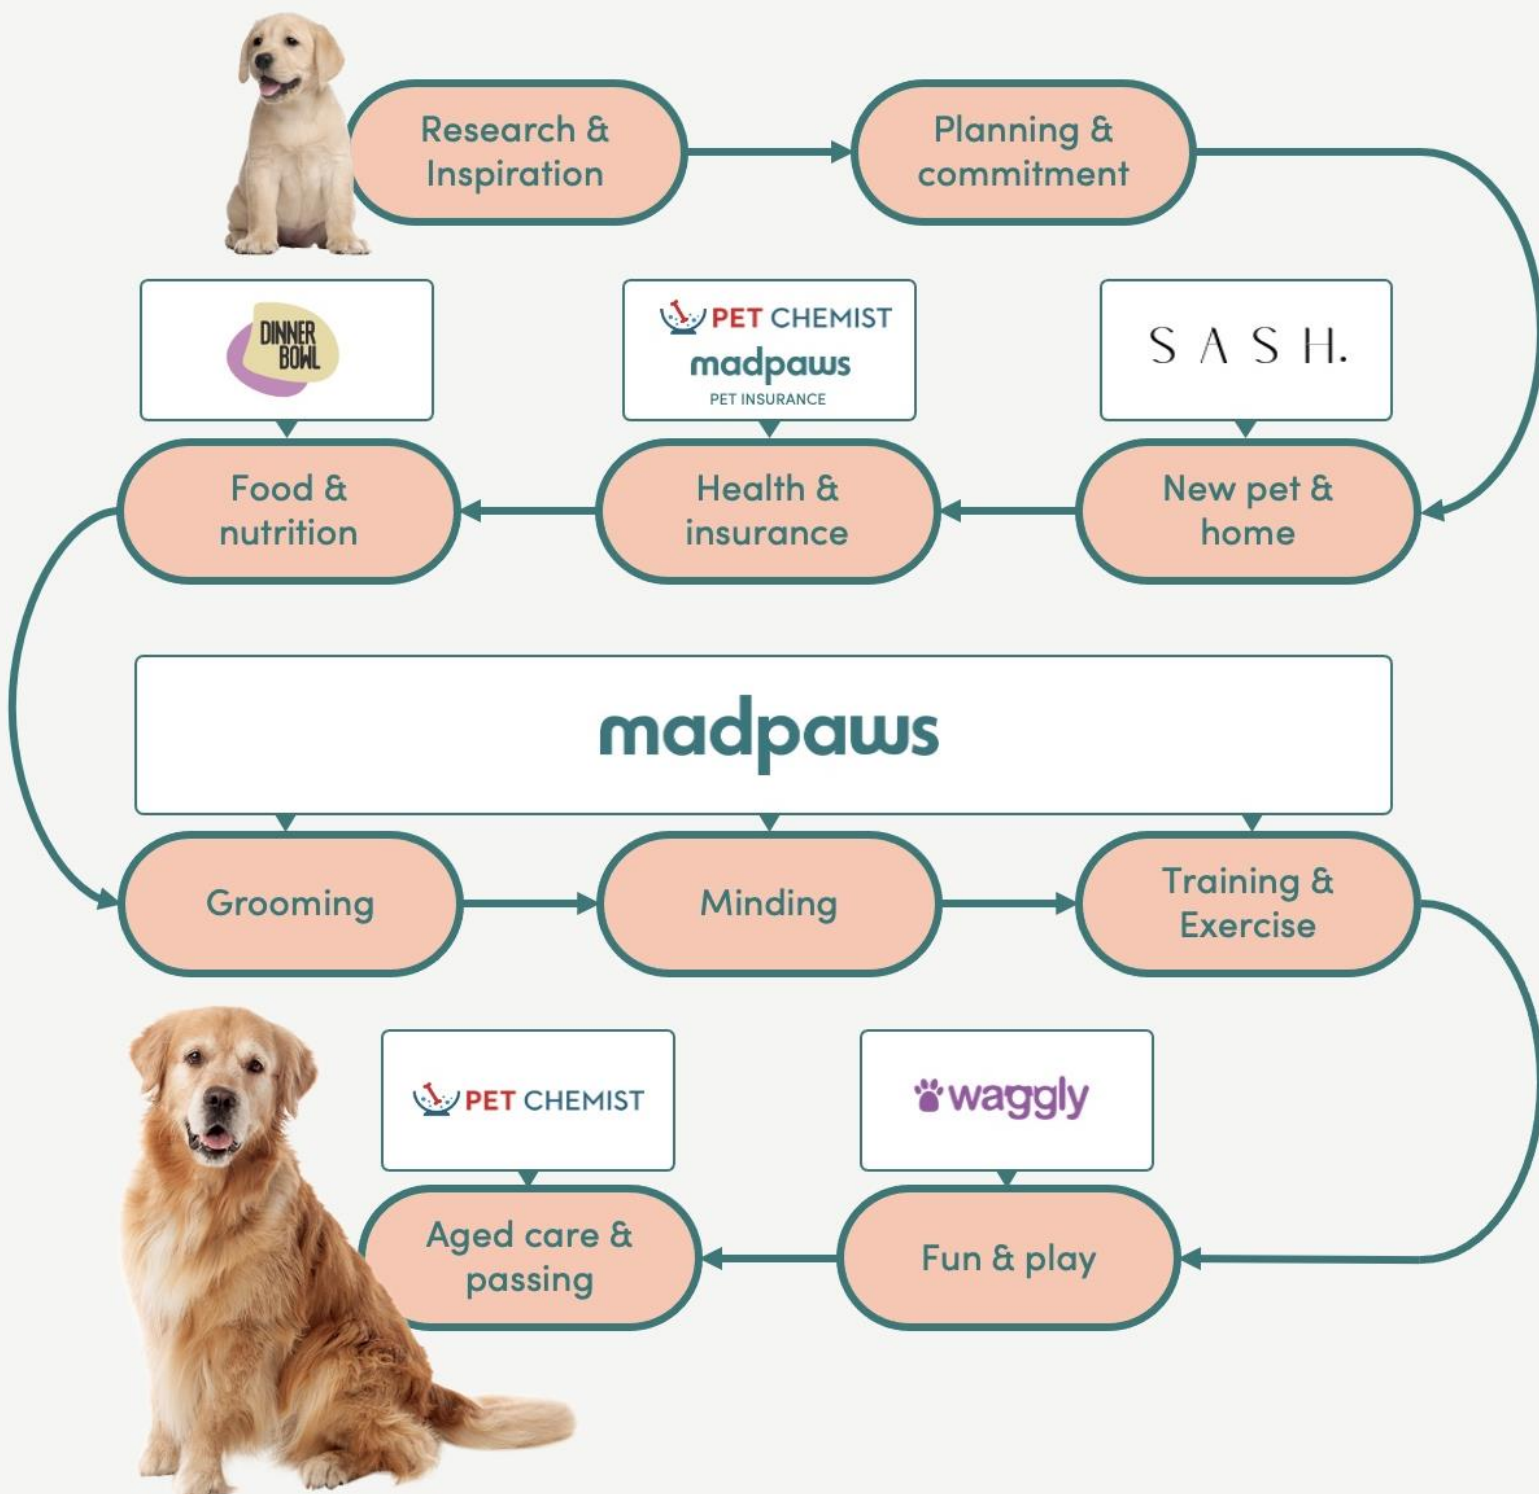 Research &
Inspiration
Planning &
commitment
DINNER
BOWL
PET CHEMIST
madpaws
PET INSURANCE
SASH.
Food &
nutrition
Health &
insurance
New pet &
home
madpaws
Grooming
Minding
Training &
Exercise
PET CHEMIST
waggly
Aged care &
passing
Fun & play